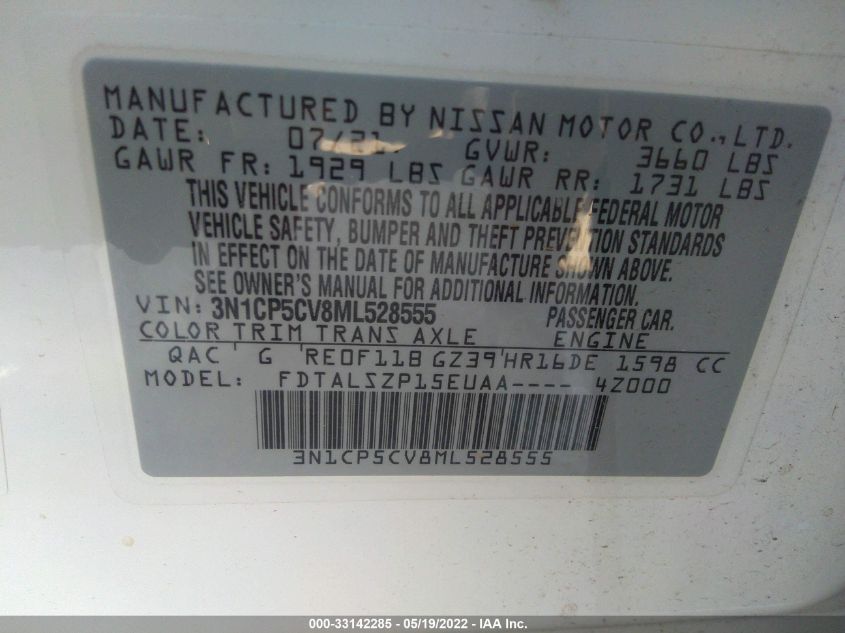 MANUFACTURED BY NISSAN MOTOR CO., LTD.
DATE: 07/21 GVWR: 3660 LBS
GAWR FR: 1929 LBS GAWR RR: 1731 LBS
THIS VEHICLE CONFORMS TO ALL APPLICABLE FEDERAL MOTOR
VEHICLE SAFETY, BUMPER AND THEFT PREVENTION STANDARDS
IN EFFECT ON THE DATE OF MANUFACTURE SHOWN ABOVE.
SEE OWNER'S MANUAL FOR ADDITIONAL INFORMATION.
VIN: 3N1CP5CV8ML528555 PASSENGER CAR.
COLOR TRIM TRANS AXLE ENGINE
QAC G RE0F11B GZ39 HR16DE 1598 CC
MODEL: FDTALSZP15EUAA---- 4Z000
3N1CP5CV8ML528555
000-33142285 - 05/19/2022 - IAA Inc.